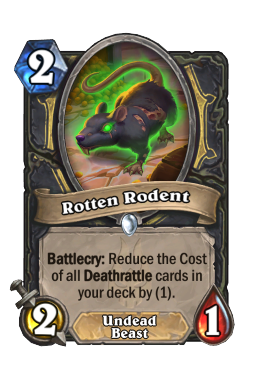 2
Rotten Rodent
Battlecry: Reduce the Cost
of all Deathrattle cards in
your deck by (1).
Undead
2
Beast
1